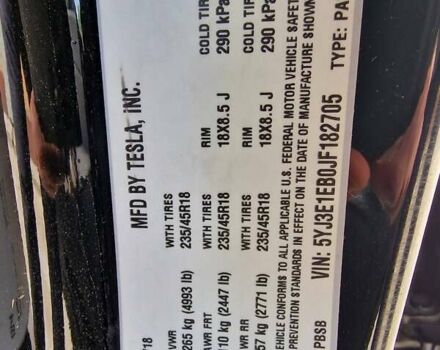 MFD BY TESLA, INC.
GVWR
265 kg (4993 lb) WITH TIRES 235/45R18 RIM 18X8.5 J COLD TIRE 290 kPa
GAWR FRT
110 kg (2447 lb) WITH TIRES 235/45R18 RIM 18X8.5 J COLD TIRE 290 kPa
GAWR RR
57 kg (2771 lb) WITH TIRES 235/45R18
VEHICLE CONFORMS TO ALL APPLICABLE U.S. FEDERAL MOTOR VEHICLE SAFETY
PREVENTION STANDARDS IN EFFECT ON THE DATE OF MANUFACTURE SHOWN
VIN: 5YJ3E1EB0JF182705 TYPE: PA
PBSB